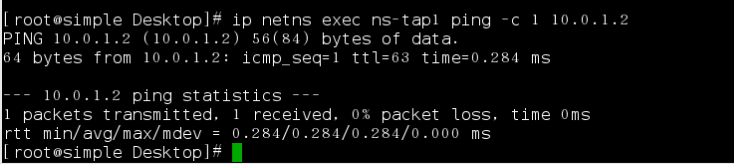 [root@simple Desktop]# ip netns exec ns-tap1 ping -c 1 10.0.1.2
PING 10.0.1.2 (10.0.1.2) 56(84) bytes of data.
64 bytes from 10.0.1.2: icmp_seq=1 ttl=63 time=0.284 ms

--- 10.0.1.2 ping statistics ---
1 packets transmitted, 1 received, 0% packet loss, time 0ms
rtt min/avg/max/mdev = 0.284/0.284/0.284/0.000 ms
[root@simple Desktop]#